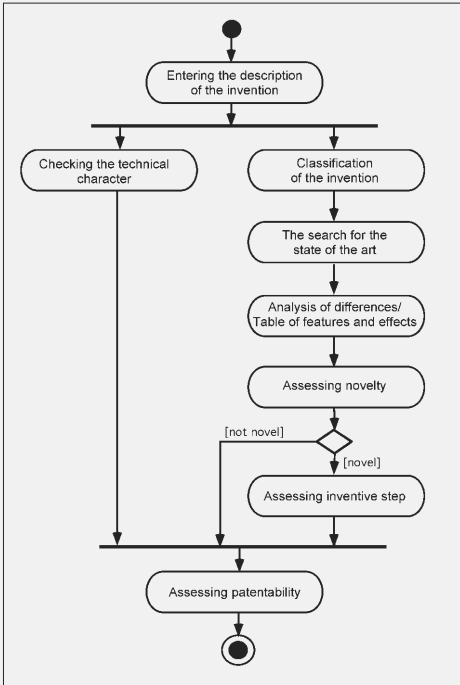 Entering the description
of the invention
Checking the technical
character
Classification
of the invention
The search for the
state of the art
Analysis of differences/
Table of features and effects
Assessing novelty
[not novel]
[novel]
Assessing inventive step
Assessing patentability